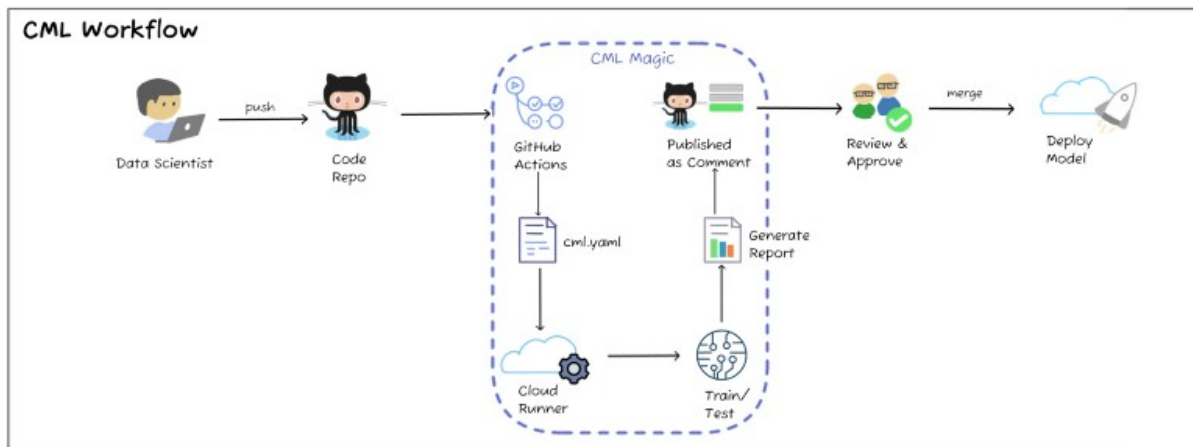 CML Workflow
CML Magic
push
merge
Data Scientist
Code
Repo
GitHub
Actions
Published
as Comment
Review &
Approve
Deploy
Model
cml.yaml
Generate
Report
Cloud
Runner
Train/
Test